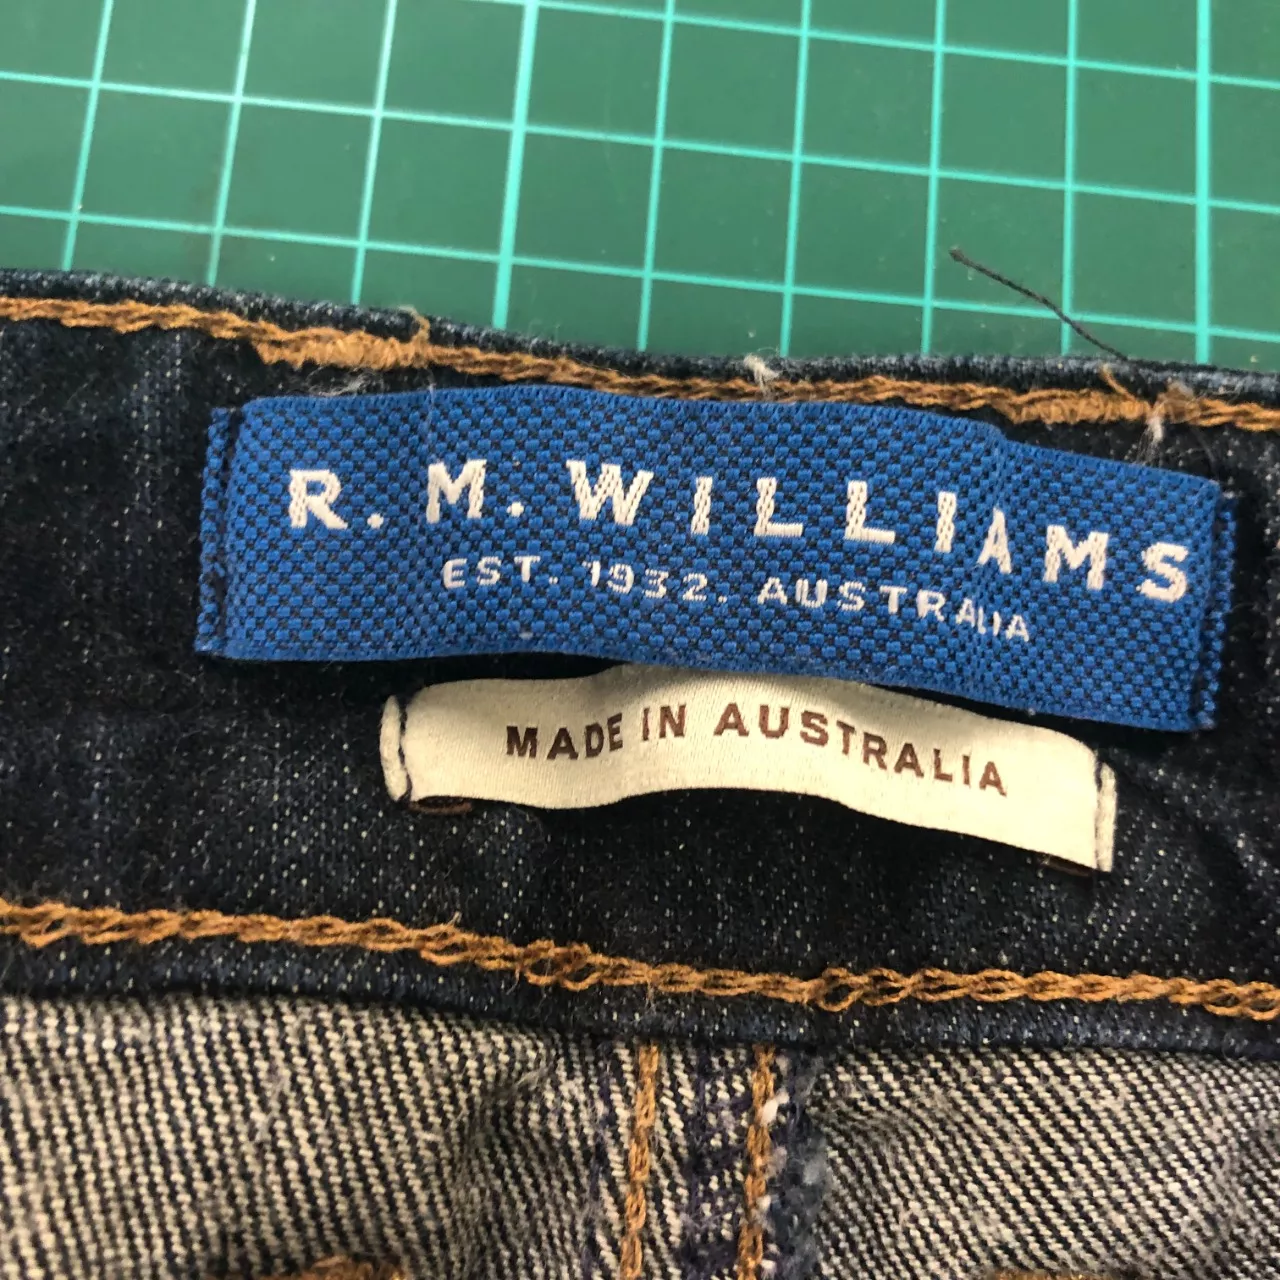 R. M. WILLIAMS
EST. 1932. AUSTRALIA
MADE IN AUSTRALIA